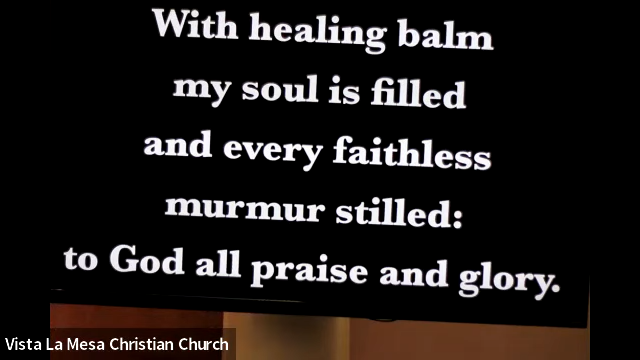 With healing balm
my soul is filled
and every faithless
murmur stilled:
to God all praise and glory.
Vista La Mesa Christian Church